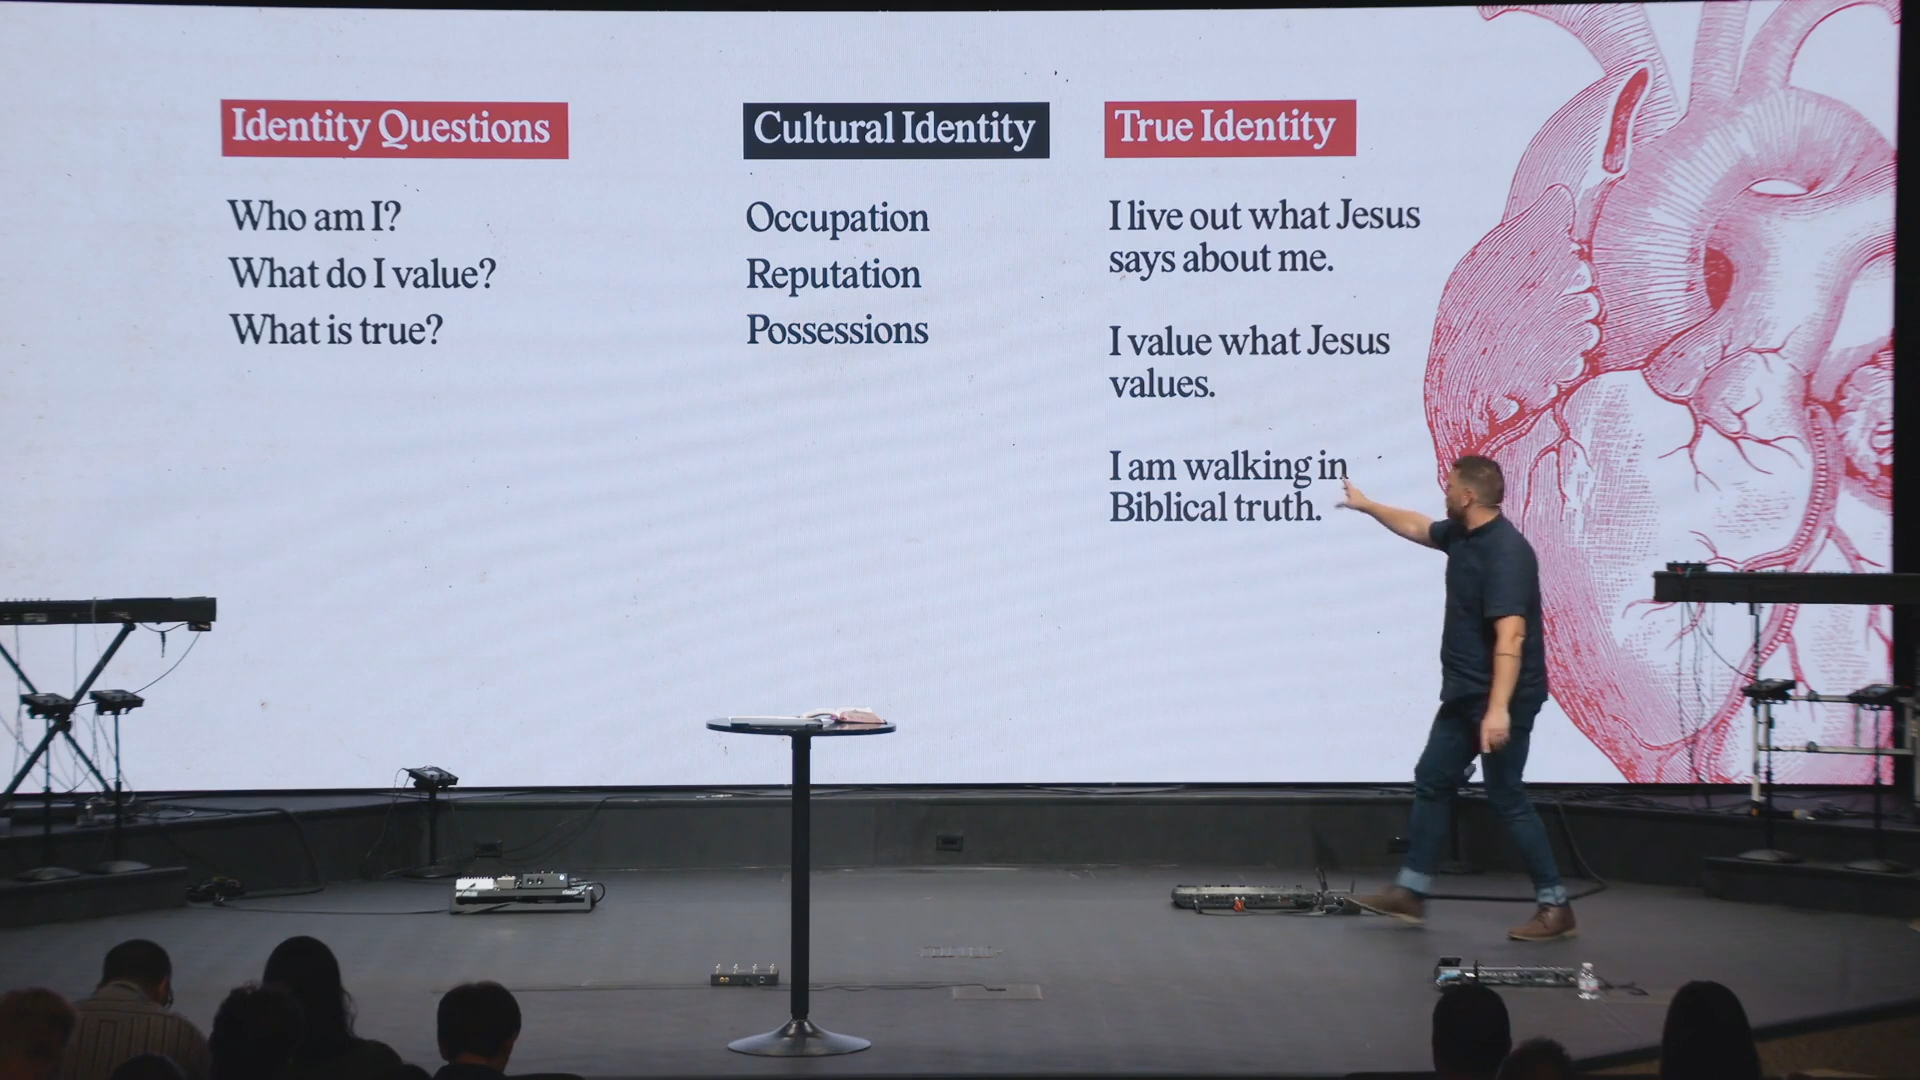 Identity Questions
Who am I?
What do I value?
What is true?
Cultural Identity
Occupation
Reputation
Possessions
True Identity
I live out what Jesus
says about me.
I value what Jesus
values.
I am walking in
Biblical truth.